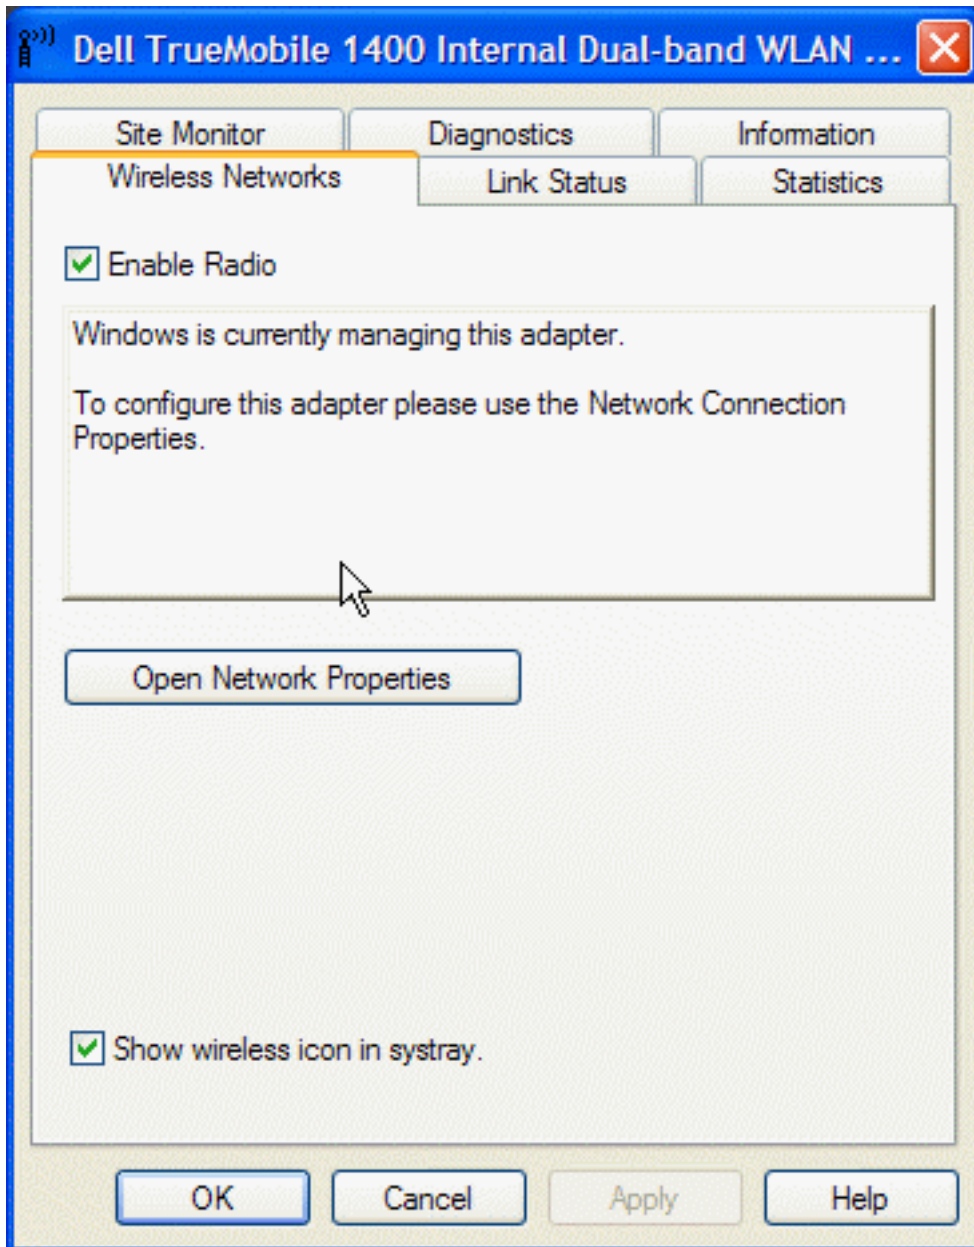 Dell TrueMobile 1400 Internal Dual-band WLAN ...
Site Monitor
Diagnostics
Information
Wireless Networks
Link Status
Statistics
Enable Radio
Windows is currently managing this adapter.
To configure this adapter please use the Network Connection
Properties.
Open Network Properties
Show wireless icon in systray.
OK
Cancel
Apply
Help